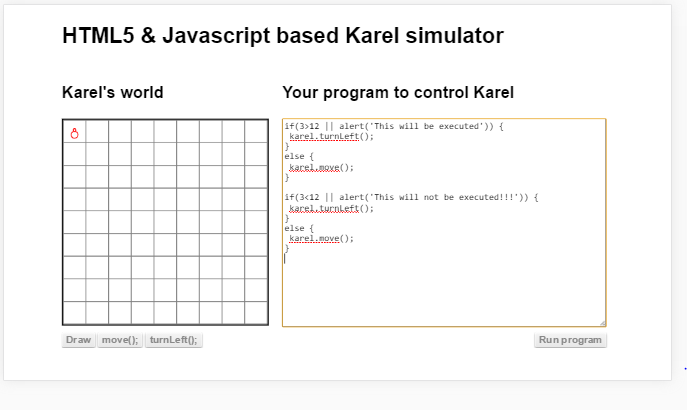 HTML5 & Javascript based Karel simulator
Karel's world
Your program to control Karel
if(3>12 || alert('This will be executed')) {
karel.turnLeft();
}
else {
karel.move();
}
if(3<12 || alert('This will not be executed!!!')) {
karel.turnLeft();
}
else {
karel.move();
}
Draw move(); turnLeft(); Run program